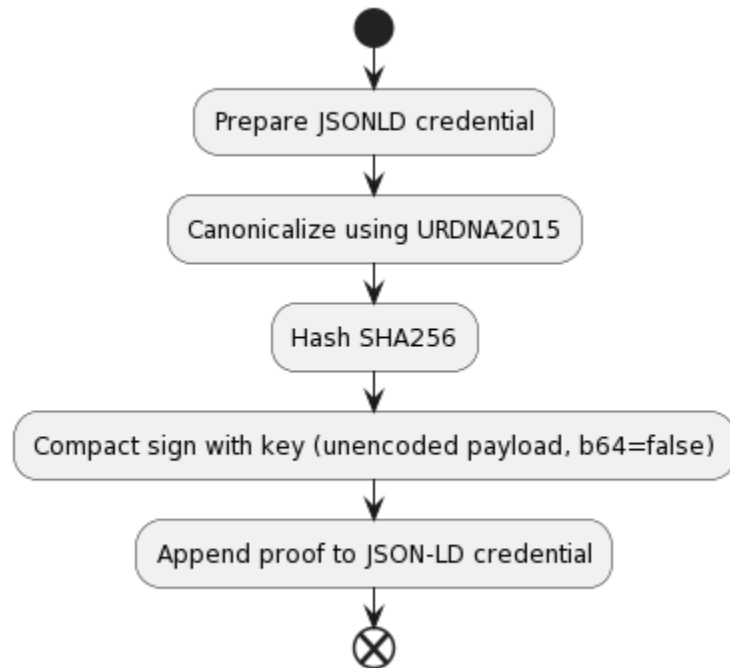 Prepare JSONLD credential
Canonicalize using URDNA2015
Hash SHA256
Compact sign with key (unencoded payload, b64=false)
Append proof to JSON-LD credential